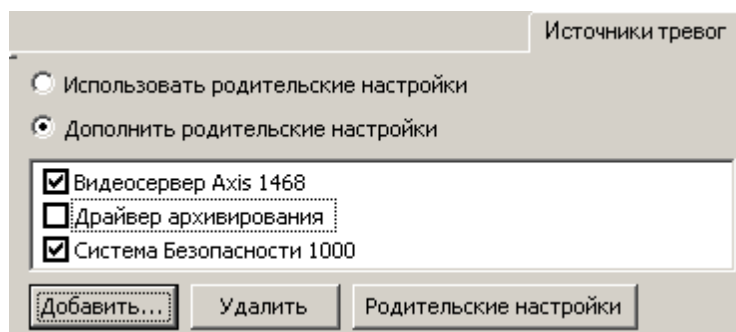 Источники тревог
Использовать родительские настройки
Дополнить родительские настройки
Видеосервер Axis 1468
Драйвер архивирования
Система Безопасности 1000
Добавить... Удалить Родительские настройки